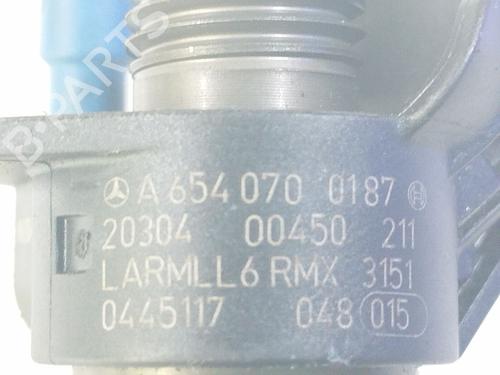 B-PARTS
A 654 070 0187
20304 00450 211
LARMLL6 RMX 3151
0445117 048 015